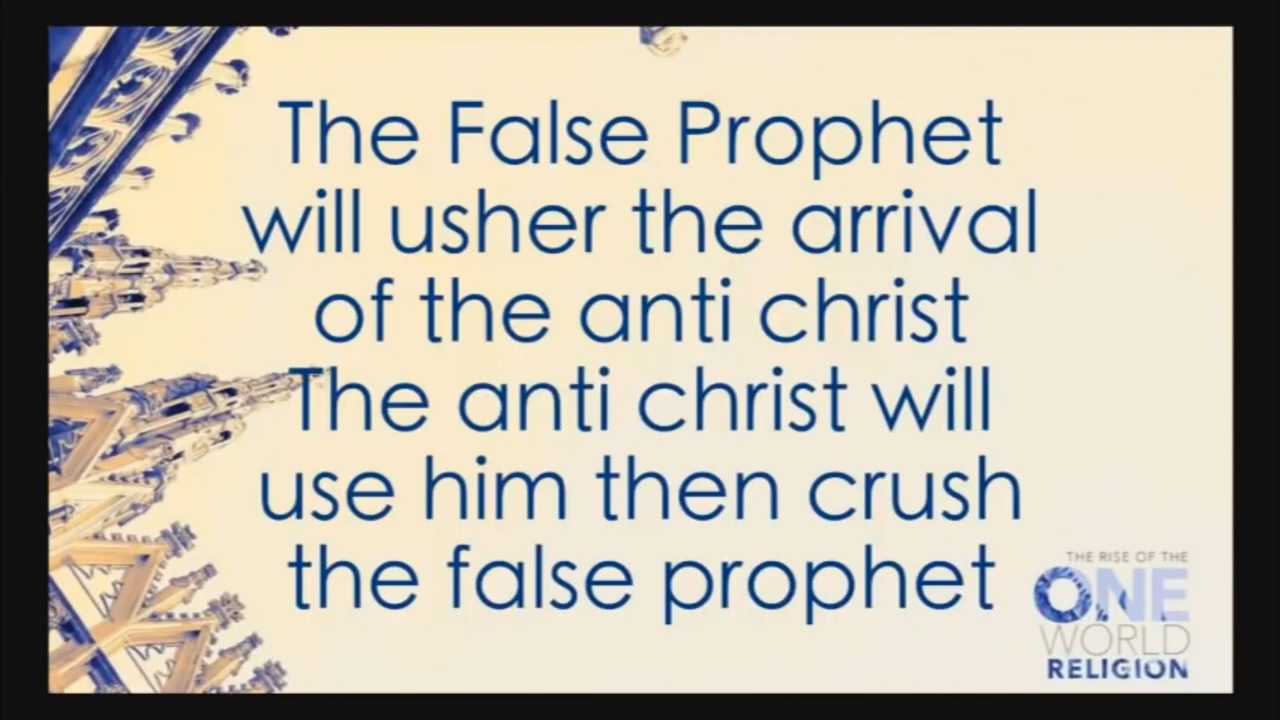 The False Prophet
will usher the arrival
of the anti christ
The anti christ will
use him then crush
the false prophet
THE RISE OF THE
ONE
WORLD
RELIGION